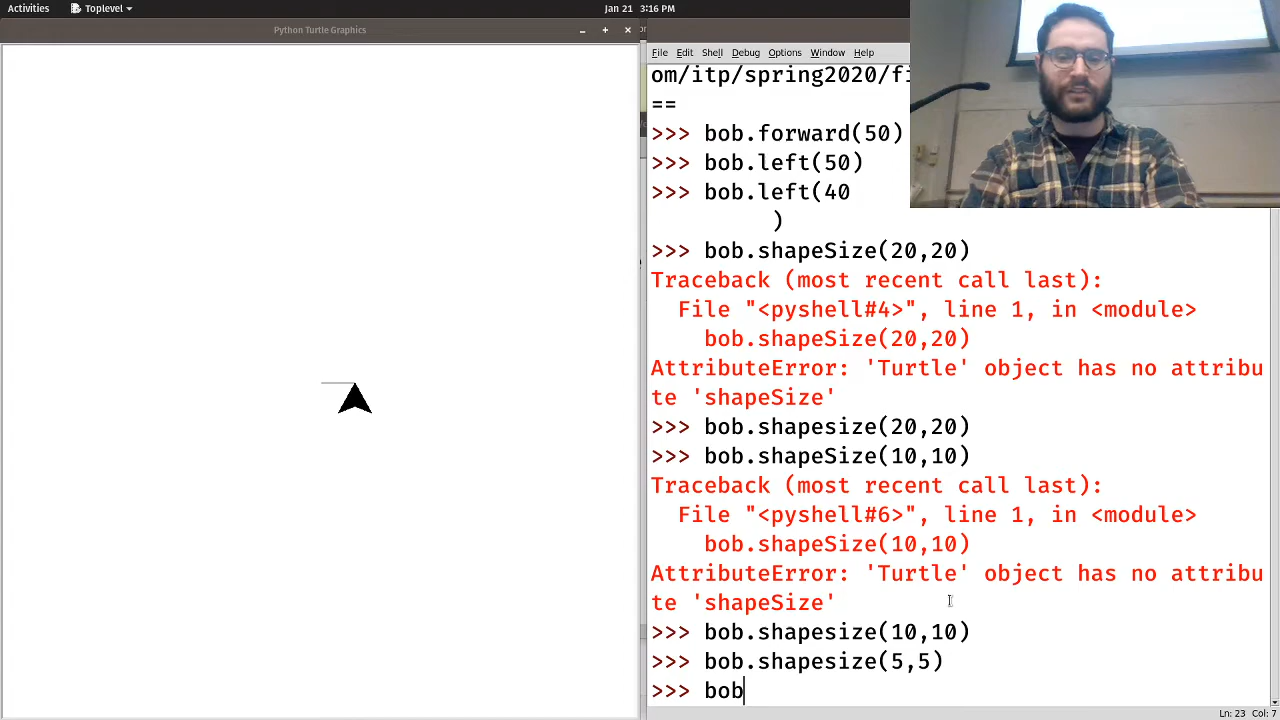 Activities Toplevel Jan 21 3:16 PM
Python Turtle Graphics
File Edit Shell Debug Options Window Help
om/itp/spring2020/fi
==
>>> bob.forward(50)
>>> bob.left(50)
>>> bob.left(40
)
>>> bob.shapeSize(20,20)
Traceback (most recent call last):
File "<pyshell#4>", line 1, in <module>
bob.shapeSize(20,20)
AttributeError: 'Turtle' object has no attribu
te 'shapeSize'
>>> bob.shapesize(20,20)
>>> bob.shapeSize(10,10)
Traceback (most recent call last):
File "<pyshell#6>", line 1, in <module>
bob.shapeSize(10,10)
AttributeError: 'Turtle' object has no attribu
te 'shapeSize'
>>> bob.shapesize(10,10)
>>> bob.shapesize(5,5)
>>> bob
Ln: 23 Col: 7